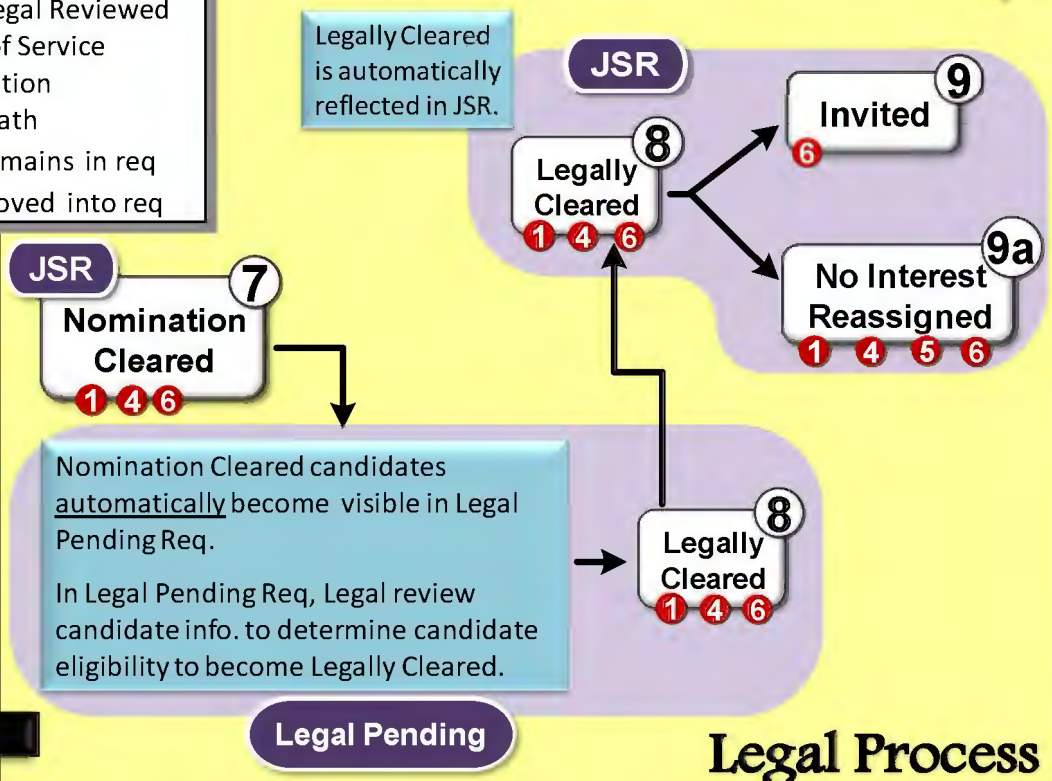 egal Reviewed
of Service
mains in req
oved into req
Legally Cleared
is automatically
reflected in JSR.
JSR
9
Invited
6
8
Legally
Cleared
1 4 6
9a
No Interest
Reassigned
1 4 5 6
JSR
7
Nomination
Cleared
1 4 6
Nomination Cleared candidates
automatically become visible in Legal
Pending Req.
In Legal Pending Req, Legal review
candidate info. to determine candidate
eligibility to become Legally Cleared.
8
Legally
Cleared
1 4 6
Legal Pending
Legal Process